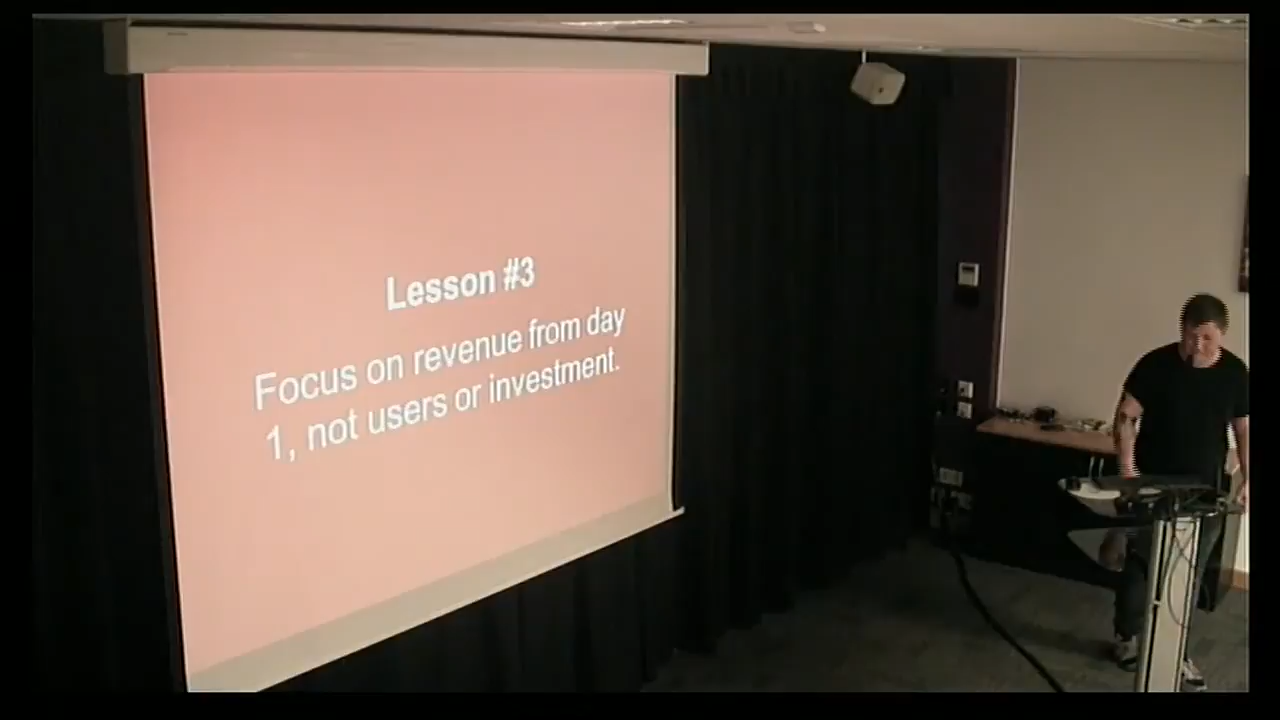 Lesson #3
Focus on revenue from day
1, not users or investment.